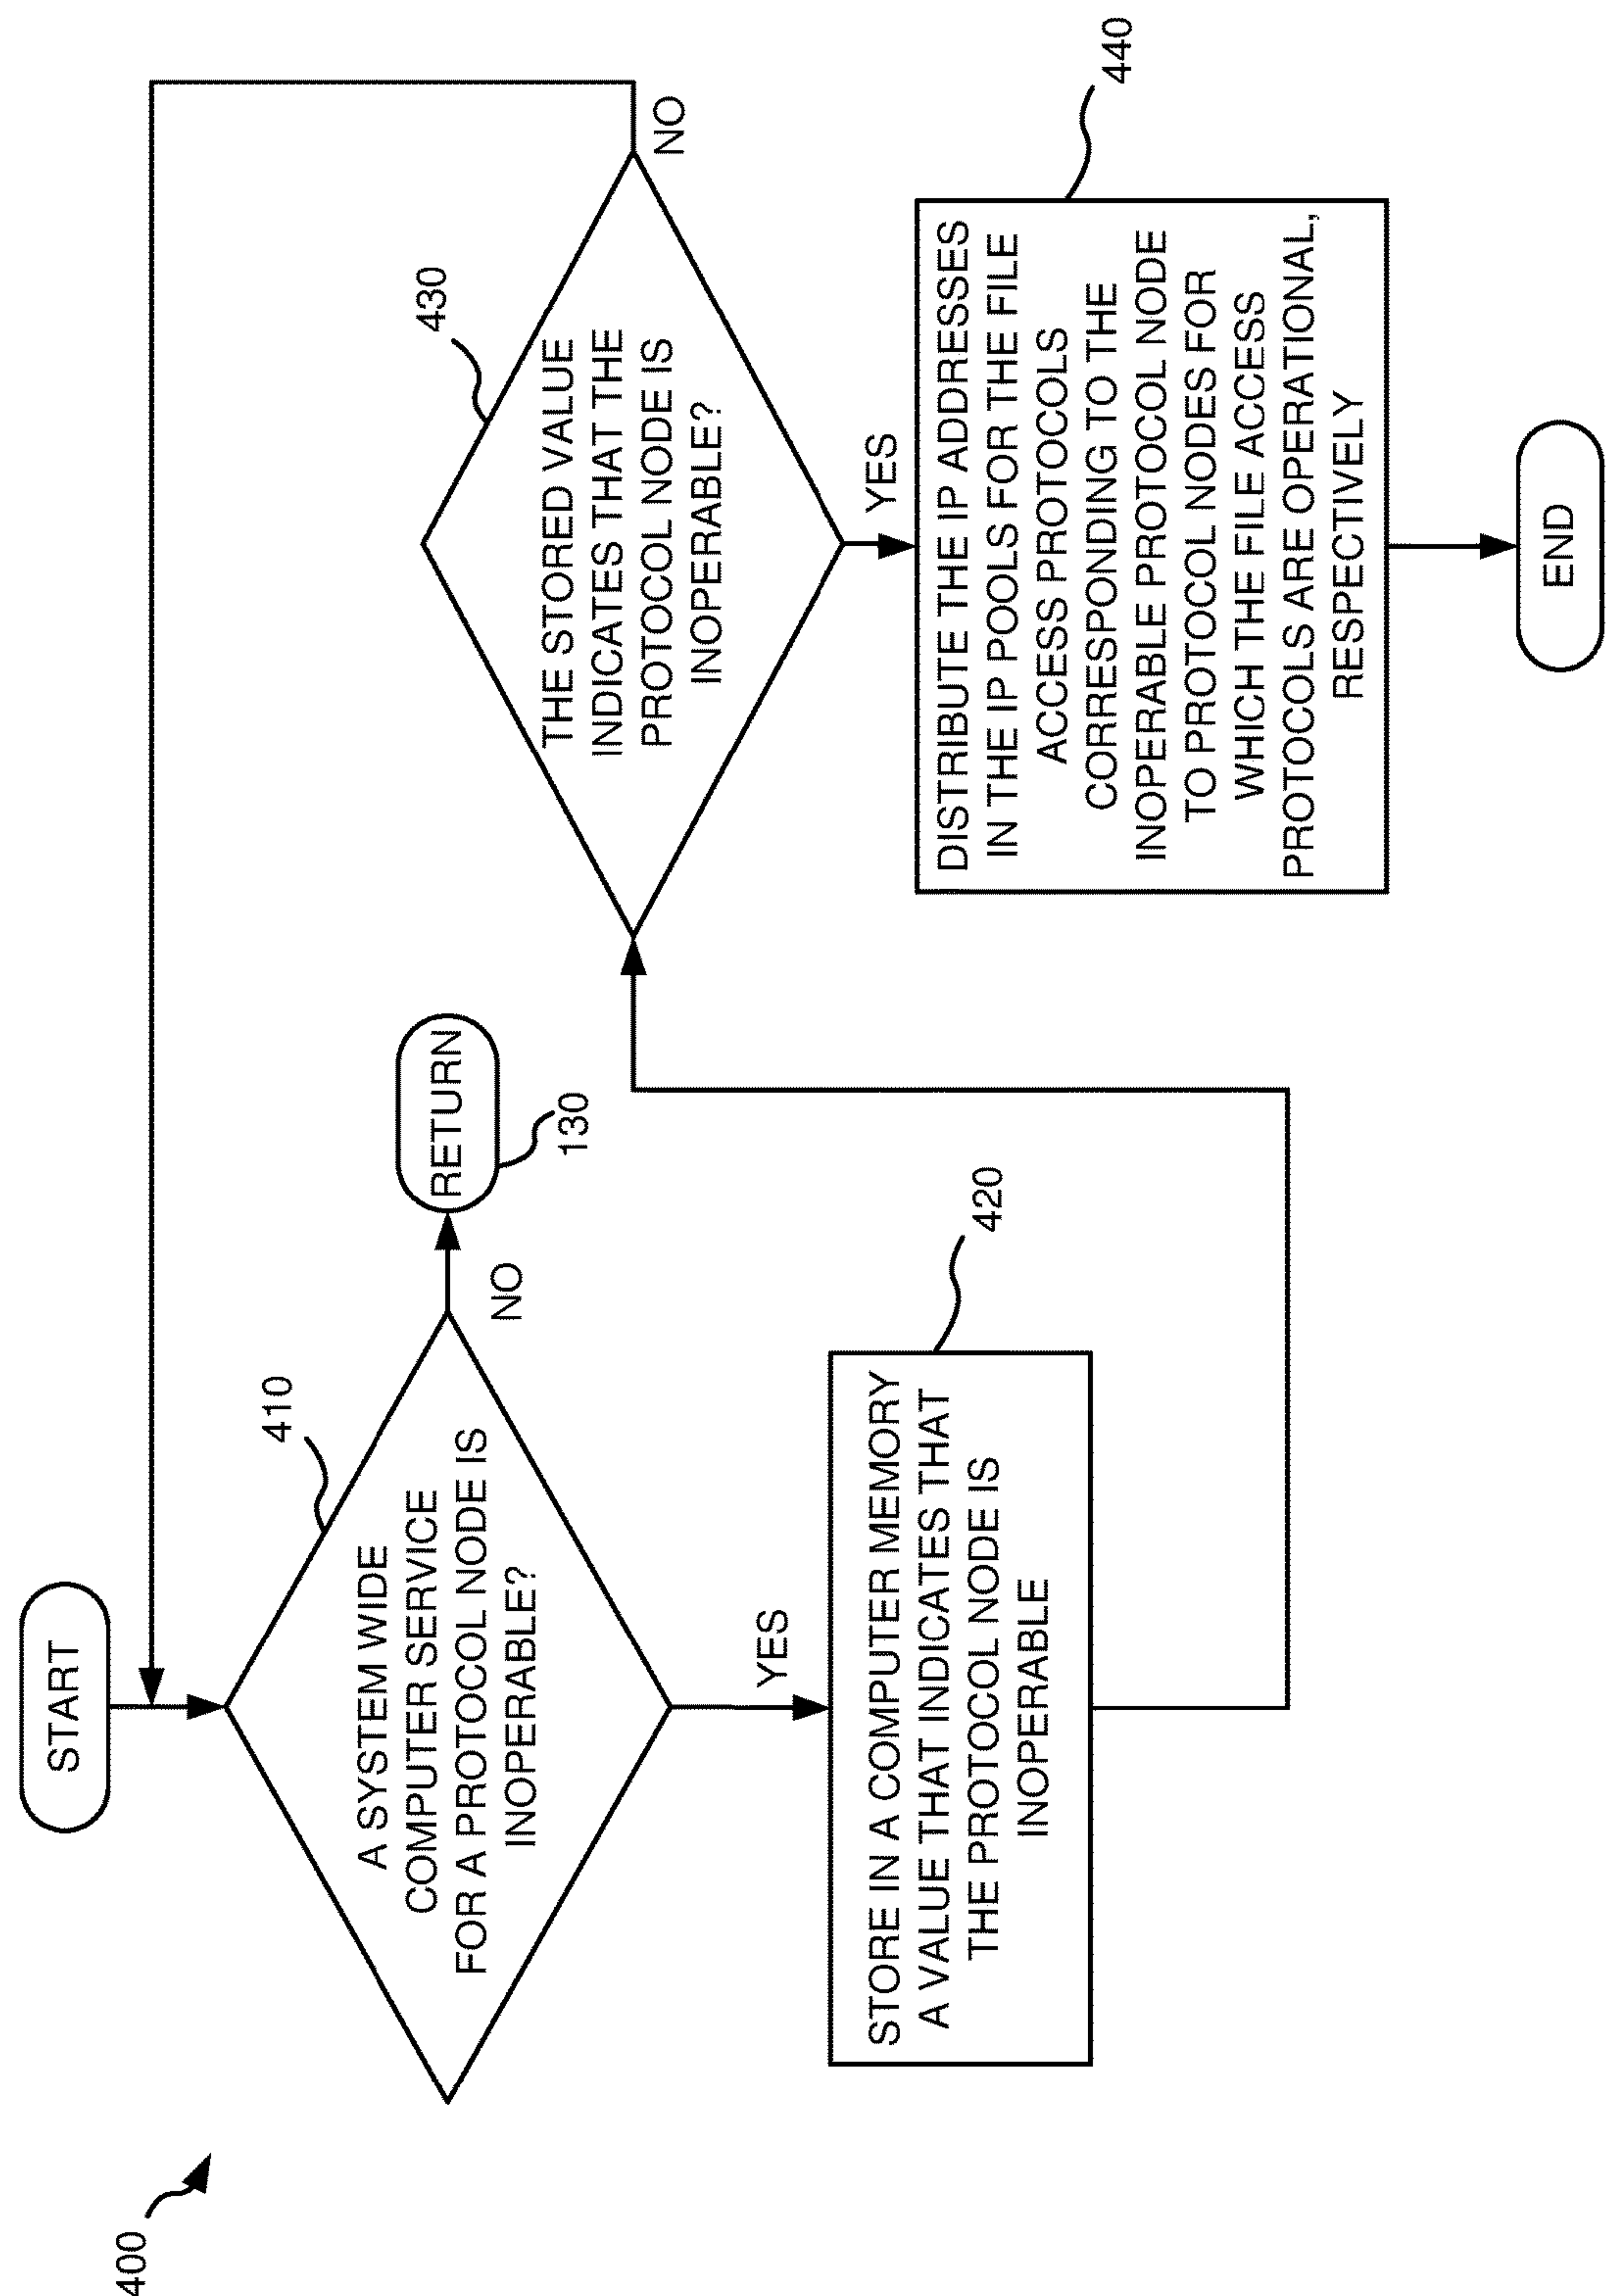 400
START
410
A SYSTEM WIDE
COMPUTER SERVICE
FOR A PROTOCOL NODE IS
INOPERABLE?
NO
RETURN
130
YES
420
STORE IN A COMPUTER MEMORY
A VALUE THAT INDICATES THAT
THE PROTOCOL NODE IS
INOPERABLE
430
THE STORED VALUE
INDICATES THAT THE
PROTOCOL NODE IS
INOPERABLE?
NO
YES
440
DISTRIBUTE THE IP ADDRESSES
IN THE IP POOLS FOR THE FILE
ACCESS PROTOCOLS
CORRESPONDING TO THE
INOPERABLE PROTOCOL NODE
TO PROTOCOL NODES FOR
WHICH THE FILE ACCESS
PROTOCOLS ARE OPERATIONAL,
RESPECTIVELY
END